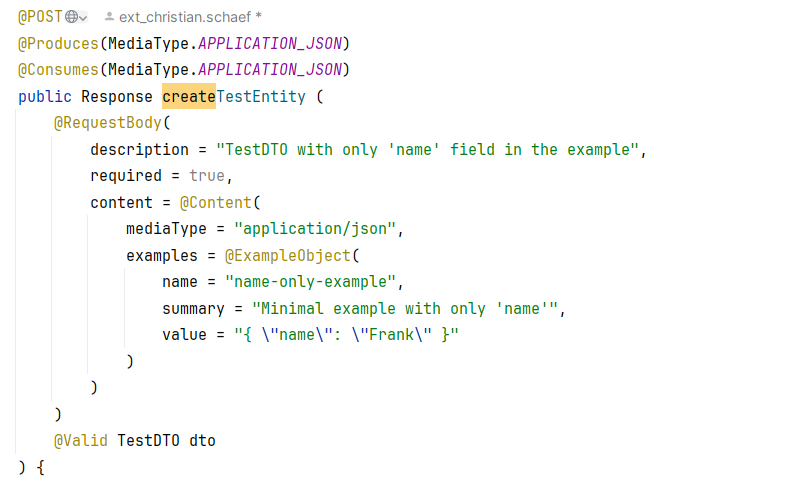 @POST ext_christian.schaef *
@Produces(MediaType.APPLICATION_JSON)
@Consumes(MediaType.APPLICATION_JSON)
public Response createTestEntity (
    @RequestBody(
        description = "TestDTO with only 'name' field in the example",
        required = true,
        content = @Content(
            mediaType = "application/json",
            examples = @ExampleObject(
                name = "name-only-example",
                summary = "Minimal example with only 'name'",
                value = "{ \"name\": \"Frank\" }"
            )
        )
    )
    @Valid TestDTO dto
) {